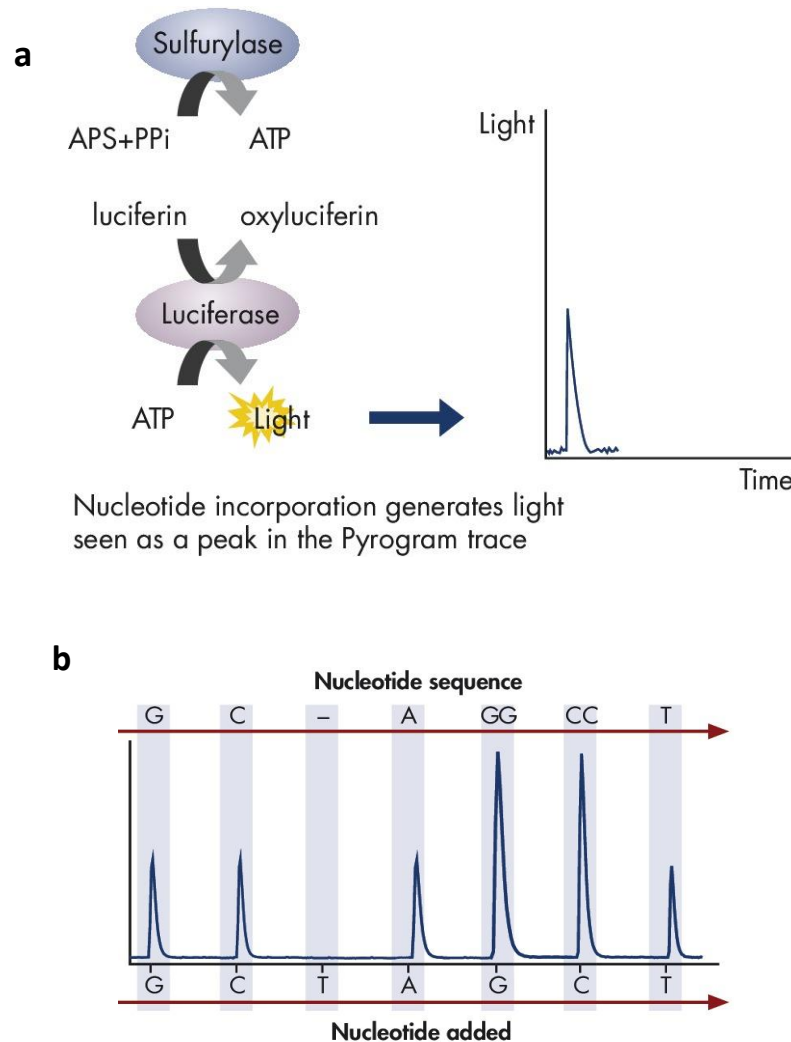 a
Sulfurylase
APS+PPi ATP
luciferin oxyluciferin
Luciferase
ATP Light
Light
Time
Nucleotide incorporation generates light
seen as a peak in the Pyrogram trace
b
Nucleotide sequence
G C – A GG CC T
G C T A G C T
Nucleotide added